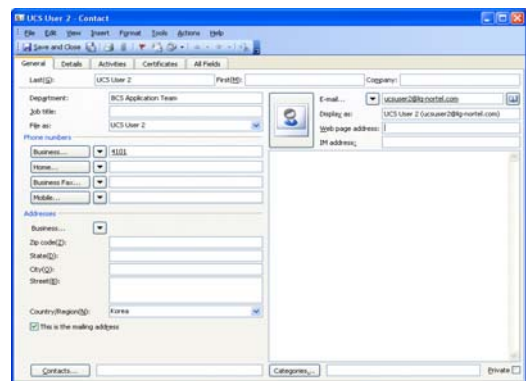 UCS User 2 - Contact
File Edit View Insert Format Tools Actions Help
Save and Close
General Details Activities Certificates All Fields
Last(G): UCS User 2 First(M): Company:
Department: BCS Application Team
Job title:
File as: UCS User 2
E-mail... ucsuser2@lg-nortel.com
Display as: UCS User 2 (ucsuser2@lg-nortel.com)
Web page address:
IM address:
Phone numbers
Business... 4101
Home...
Business Fax...
Mobile...
Addresses
Business...
Zip code(Z):
State(D):
City(Q):
Street(B):
Country/Region(N): Korea
This is the mailing address
Contacts... Categories... Private